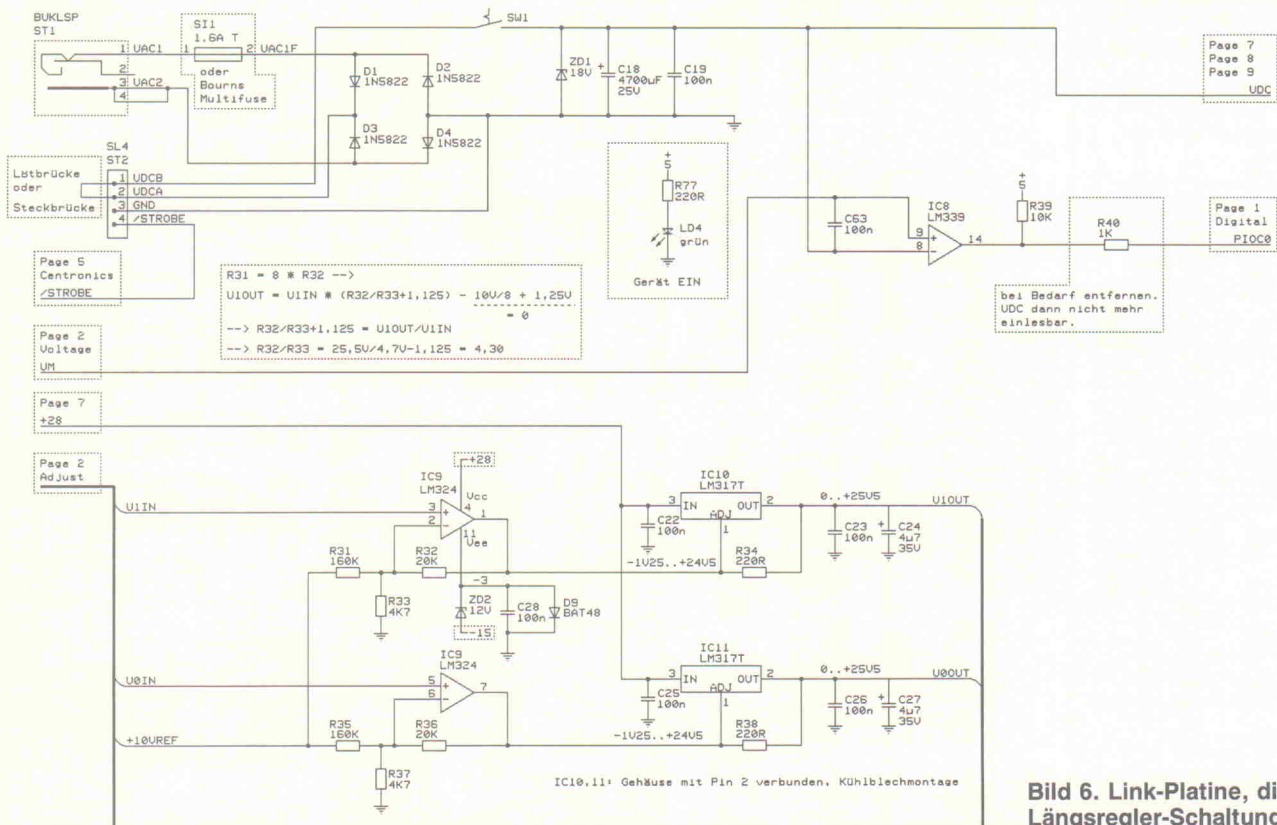 BUKLSP
ST1
1 UAC1
2
3 UAC2
4
SI1
1.6A T
1 2 UAC1F
oder
Bourns
Multifuse
D1
1N5822
D2
1N5822
D3
1N5822
D4
1N5822
SW1
ZD1
18V
+
C18
4700uF
25V
C19
100n
Page 7
Page 8
Page 9
UDC
Lötbrücke
oder
Steckbrücke
SL4
ST2
1 UDCB
2 UDCA
3 GND
4 /STROBE
Page 5
Centronics
/STROBE
+
5
R77
220R
LD4
grün
Gerät EIN
C63
100n
IC8
LM339
9 +
8 -
14
+
5
R39
10K
R40
1K
Page 1
Digital
PIOC0
bei Bedarf entfernen.
UDC dann nicht mehr
einlesbar.
R31 = 8 * R32 -->
U1OUT = U1IN * (R32/R33+1,125) - 10V/8 + 1,25V
= 0
--> R32/R33+1,125 = U1OUT/U1IN
--> R32/R33 = 25,5V/4,7V-1,125 = 4,30
Page 2
Voltage
UM
Page 7
+28
Page 2
Adjust
U1IN
IC9
LM324
+28
Vcc
4
3 +
2 -
1
11
Vee
R31
160K
R32
20K
R33
4K7
-3
ZD2
12V
C28
100n
D9
BAT48
-15
IC10
LM317T
3 IN OUT 2
ADJ
1
C22
100n
-1V25..+24V5
R34
220R
0..+25V5
C23
100n
+
C24
4µ7
35V
U1OUT
U0IN
IC9
LM324
5 +
6 -
7
+10VREF
R35
160K
R36
20K
R37
4K7
IC11
LM317T
3 IN OUT 2
ADJ
1
C25
100n
-1V25..+24V5
R38
220R
0..+25V5
C26
100n
+
C27
4µ7
35V
U0OUT
IC10,11: Gehäuse mit Pin 2 verbunden, Kühlblechmontage
Bild 6. Link-Platine, di
Längsregler-Schaltung